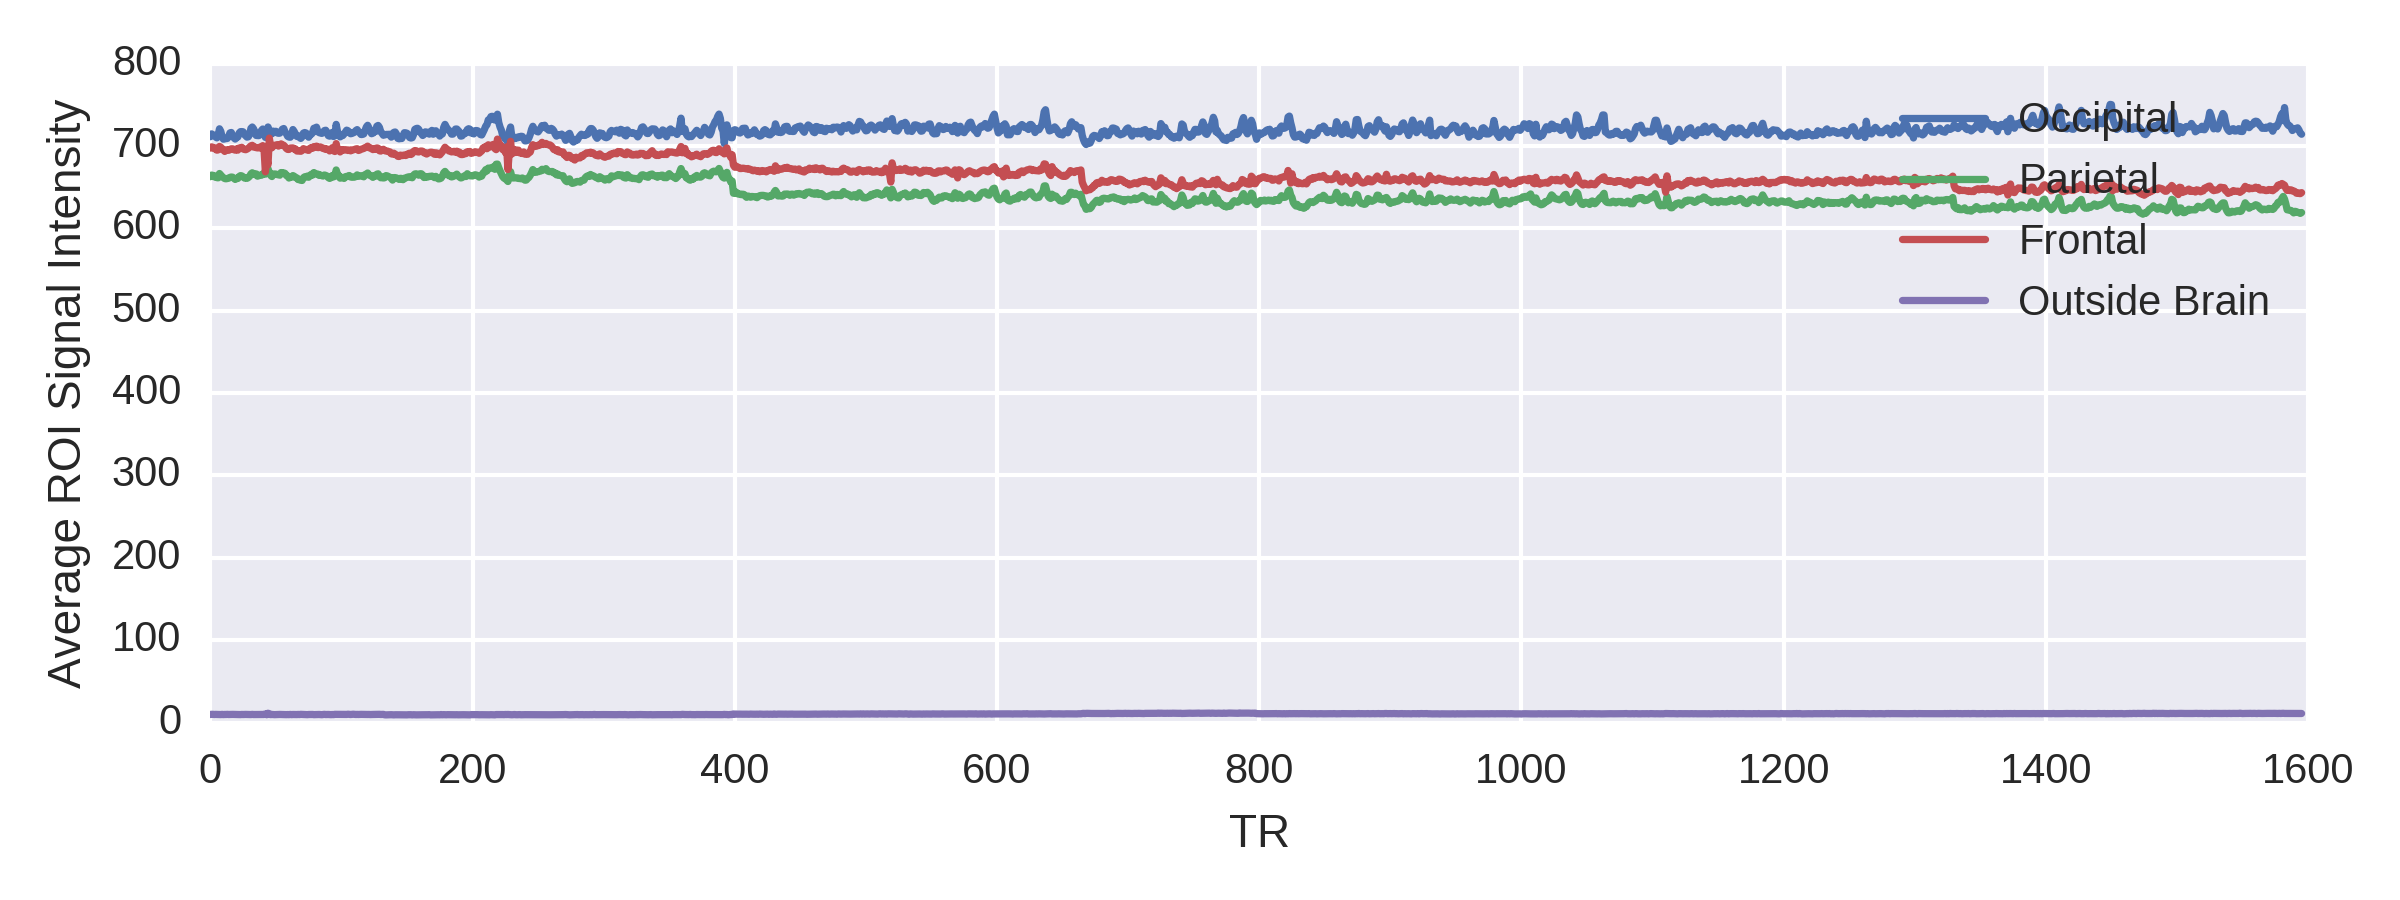 Average ROI Signal Intensity
800
700
600
500
400
300
200
100
0
Occipital
Parietal
Frontal
Outside Brain
0 200 400 600 800 1000 1200 1400 1600
TR